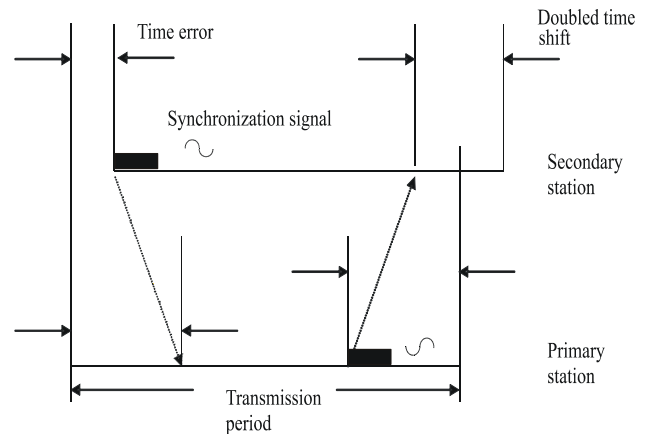 Time error
Doubled time
shift
Synchronization signal
Secondary
station
Primary
station
Transmission
period